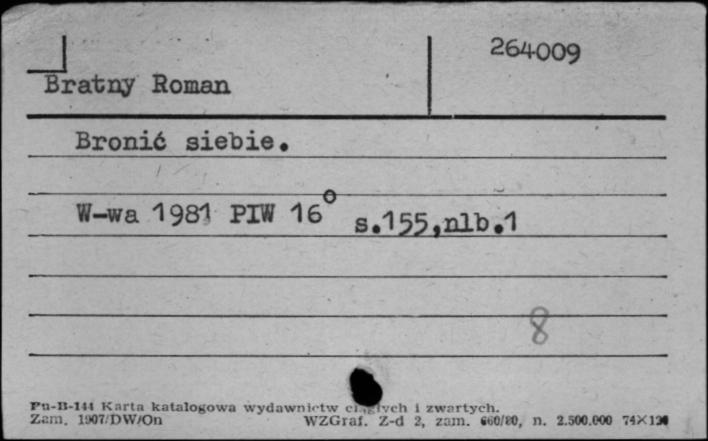 264009
Bratny Roman
Bronić siebie.
W-wa 1981 PIW 16° s.155,nlb.1
8
Pu-B-144 Karta katalogowa wydawnictw ciągłych i zwartych.
Zam. 1907/DW/On WZGraf. Z-d 2, zam. 660/80, n. 2.500.000 74×124